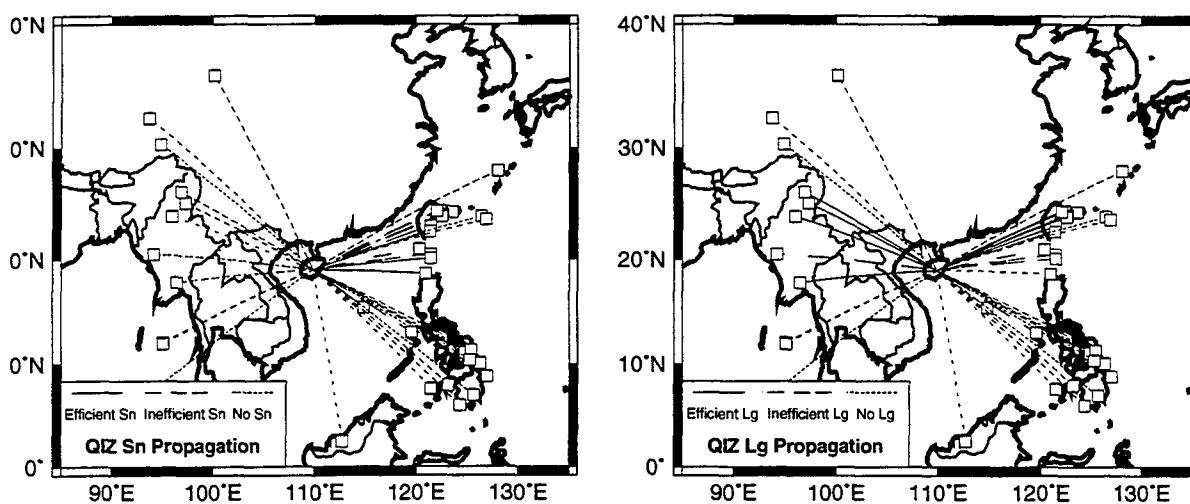 0°N
0°N
0°N
0°N
0°
Efficient Sn Inefficient Sn No Sn
QIZ Sn Propagation
90°E 100°E 110°E 120°E 130°E
40°N
30°N
20°N
10°N
0°
Efficient Lg Inefficient Lg No Lg
QIZ Lg Propagation
90°E 100°E 110°E 120°E 130°E